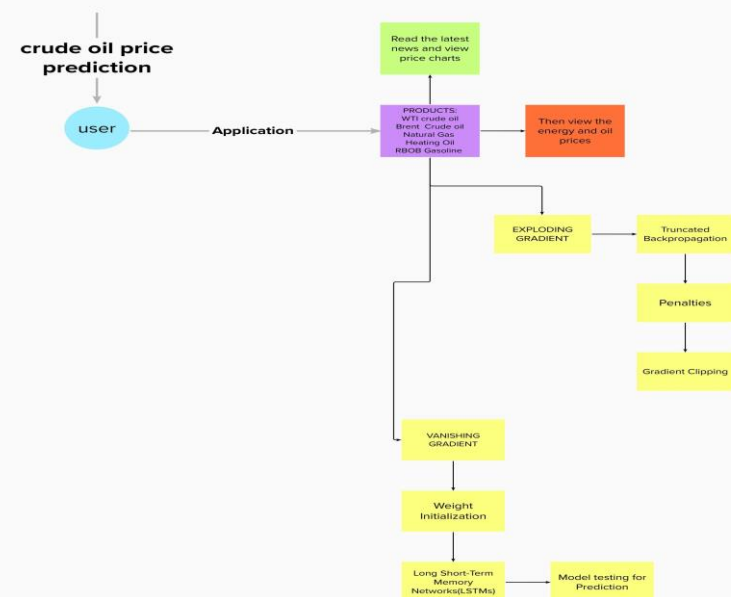 crude oil price
prediction
user
Application
Read the latest
news and view
price charts
PRODUCTS:
WTI crude oil
Brent Crude oil
Natural Gas
Heating Oil
RBOB Gasoline
Then view the
energy and oil
prices
EXPLODING
GRADIENT
Truncated
Backpropagation
Penalties
Gradient Clipping
VANISHING
GRADIENT
Weight
Initialization
Long Short-Term
Memory
Networks(LSTMs)
Model testing for
Prediction